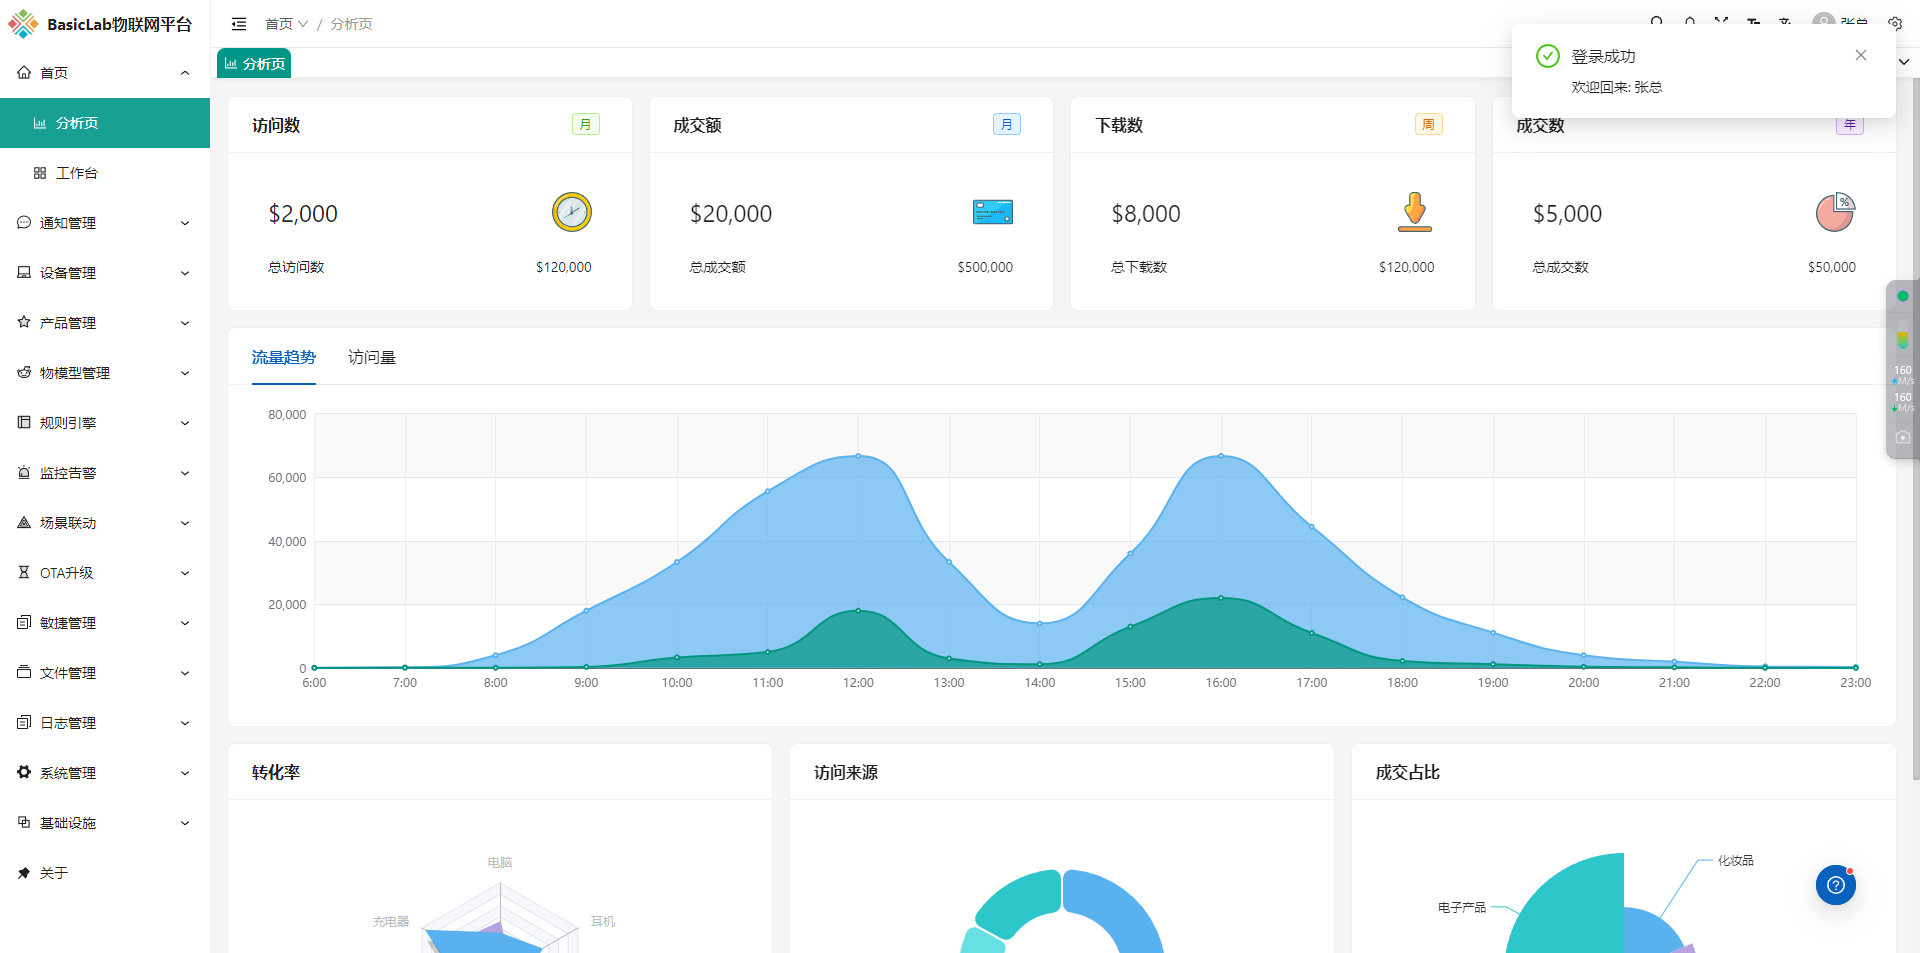 BasicLab物联网平台
首页 / 分析页
张总
登录成功
欢迎回来: 张总
分析页
首页
分析页
工作台
通知管理
设备管理
产品管理
物模型管理
规则引擎
监控告警
场景联动
OTA升级
敏捷管理
文件管理
日志管理
系统管理
基础设施
关于
访问数 月
$2,000
总访问数 $120,000
成交额 月
$20,000
总成交额 $500,000
下载数 周
$8,000
总下载数 $120,000
成交数 年
%
$5,000
总成交数 $50,000
160
M/s
160
M/s
流量趋势 访问量
80,000
60,000
40,000
20,000
0
6:00 7:00 8:00 9:00 10:00 11:00 12:00 13:00 14:00 15:00 16:00 17:00 18:00 19:00 20:00 21:00 22:00 23:00
转化率
电脑
充电器 耳机
访问来源
成交占比
化妆品
电子产品